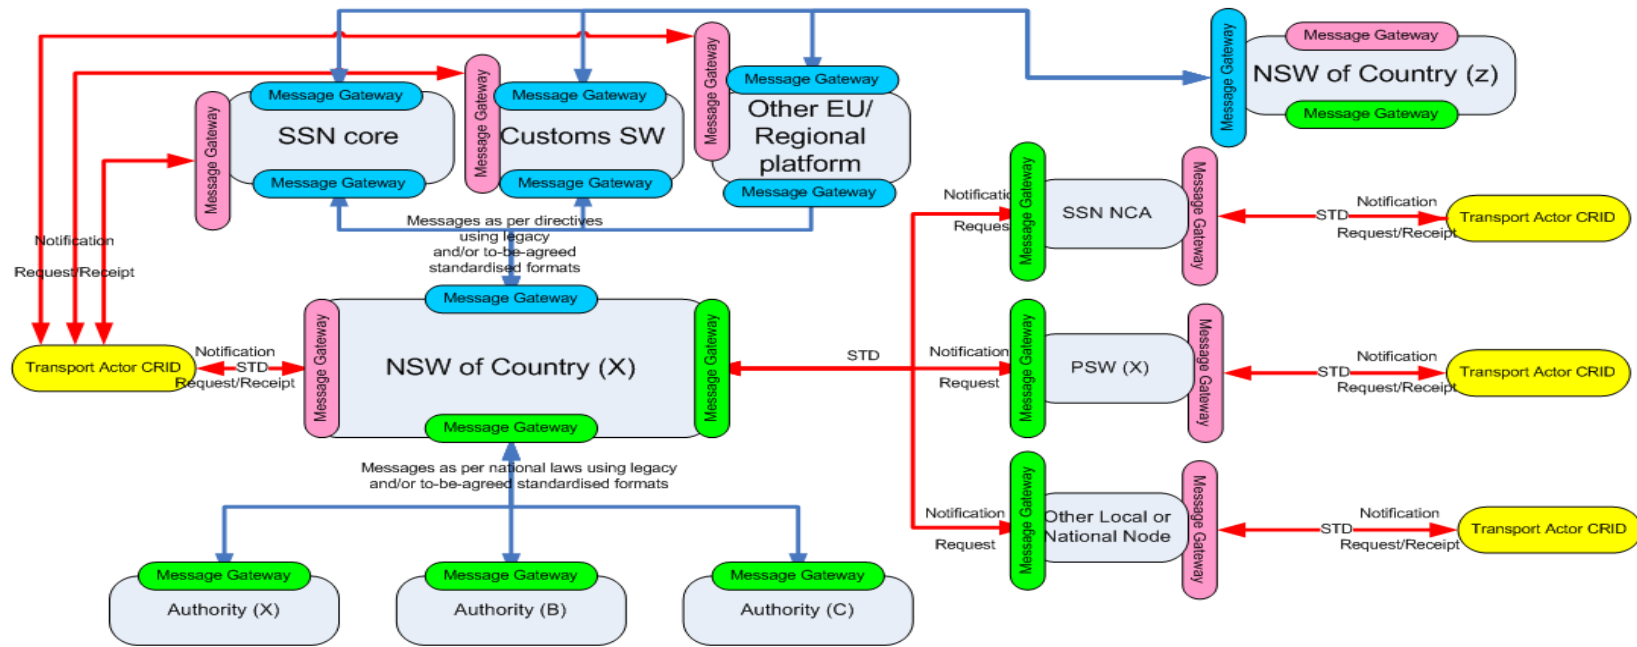 Message Gateway
Message Gateway
Message Gateway
NSW of Country (z)
Message Gateway
Message Gateway
Message Gateway
SSN core
Message Gateway
Message Gateway
Message Gateway
Customs SW
Message Gateway
Message Gateway
Message Gateway
Other EU/
Regional
platform
Message Gateway
Messages as per directives
using legacy
and/or to-be-agreed
standardised formats
Notification
Request/Receipt
Transport Actor CRID
Notification
STD
Request/Receipt
Message Gateway
Message Gateway
NSW of Country (X)
Message Gateway
Message Gateway
STD
Notificatio
Request
Message Gateway
SSN NCA
Message Gateway
Notification
STD
Request/Receipt
Transport Actor CRID
Notification
Request
Message Gateway
PSW (X)
Message Gateway
Notification
STD
Request/Receipt
Transport Actor CRID
Notification
Request
Message Gateway
Other Local or
National Node
Message Gateway
Notification
STD
Request/Receipt
Transport Actor CRID
Messages as per national laws using legacy
and/or to-be-agreed standardised formats
Message Gateway
Authority (X)
Message Gateway
Authority (B)
Message Gateway
Authority (C)